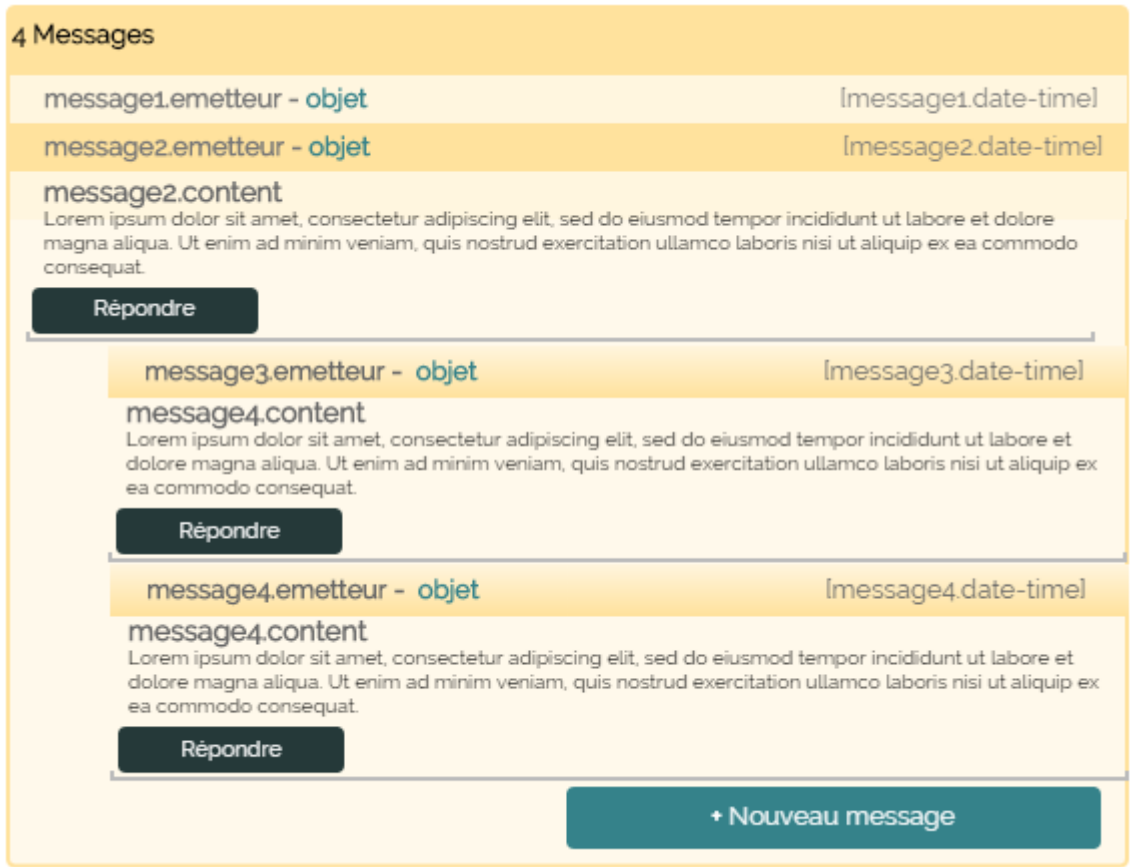 4 Messages
message1.emetteur - objet [message1.date-time]
message2.emetteur - objet [message2.date-time]
message2.content
Lorem ipsum dolor sit amet, consectetur adipiscing elit, sed do eiusmod tempor incididunt ut labore et dolore
magna aliqua. Ut enim ad minim veniam, quis nostrud exercitation ullamco laboris nisi ut aliquip ex ea commodo
consequat.
Répondre
message3.emetteur - objet [message3.date-time]
message4.content
Lorem ipsum dolor sit amet, consectetur adipiscing elit, sed do eiusmod tempor incididunt ut labore et
dolore magna aliqua. Ut enim ad minim veniam, quis nostrud exercitation ullamco laboris nisi ut aliquip ex
ea commodo consequat.
Répondre
message4.emetteur - objet [message4.date-time]
message4.content
Lorem ipsum dolor sit amet, consectetur adipiscing elit, sed do eiusmod tempor incididunt ut labore et
dolore magna aliqua. Ut enim ad minim veniam, quis nostrud exercitation ullamco laboris nisi ut aliquip ex
ea commodo consequat.
Répondre
+ Nouveau message